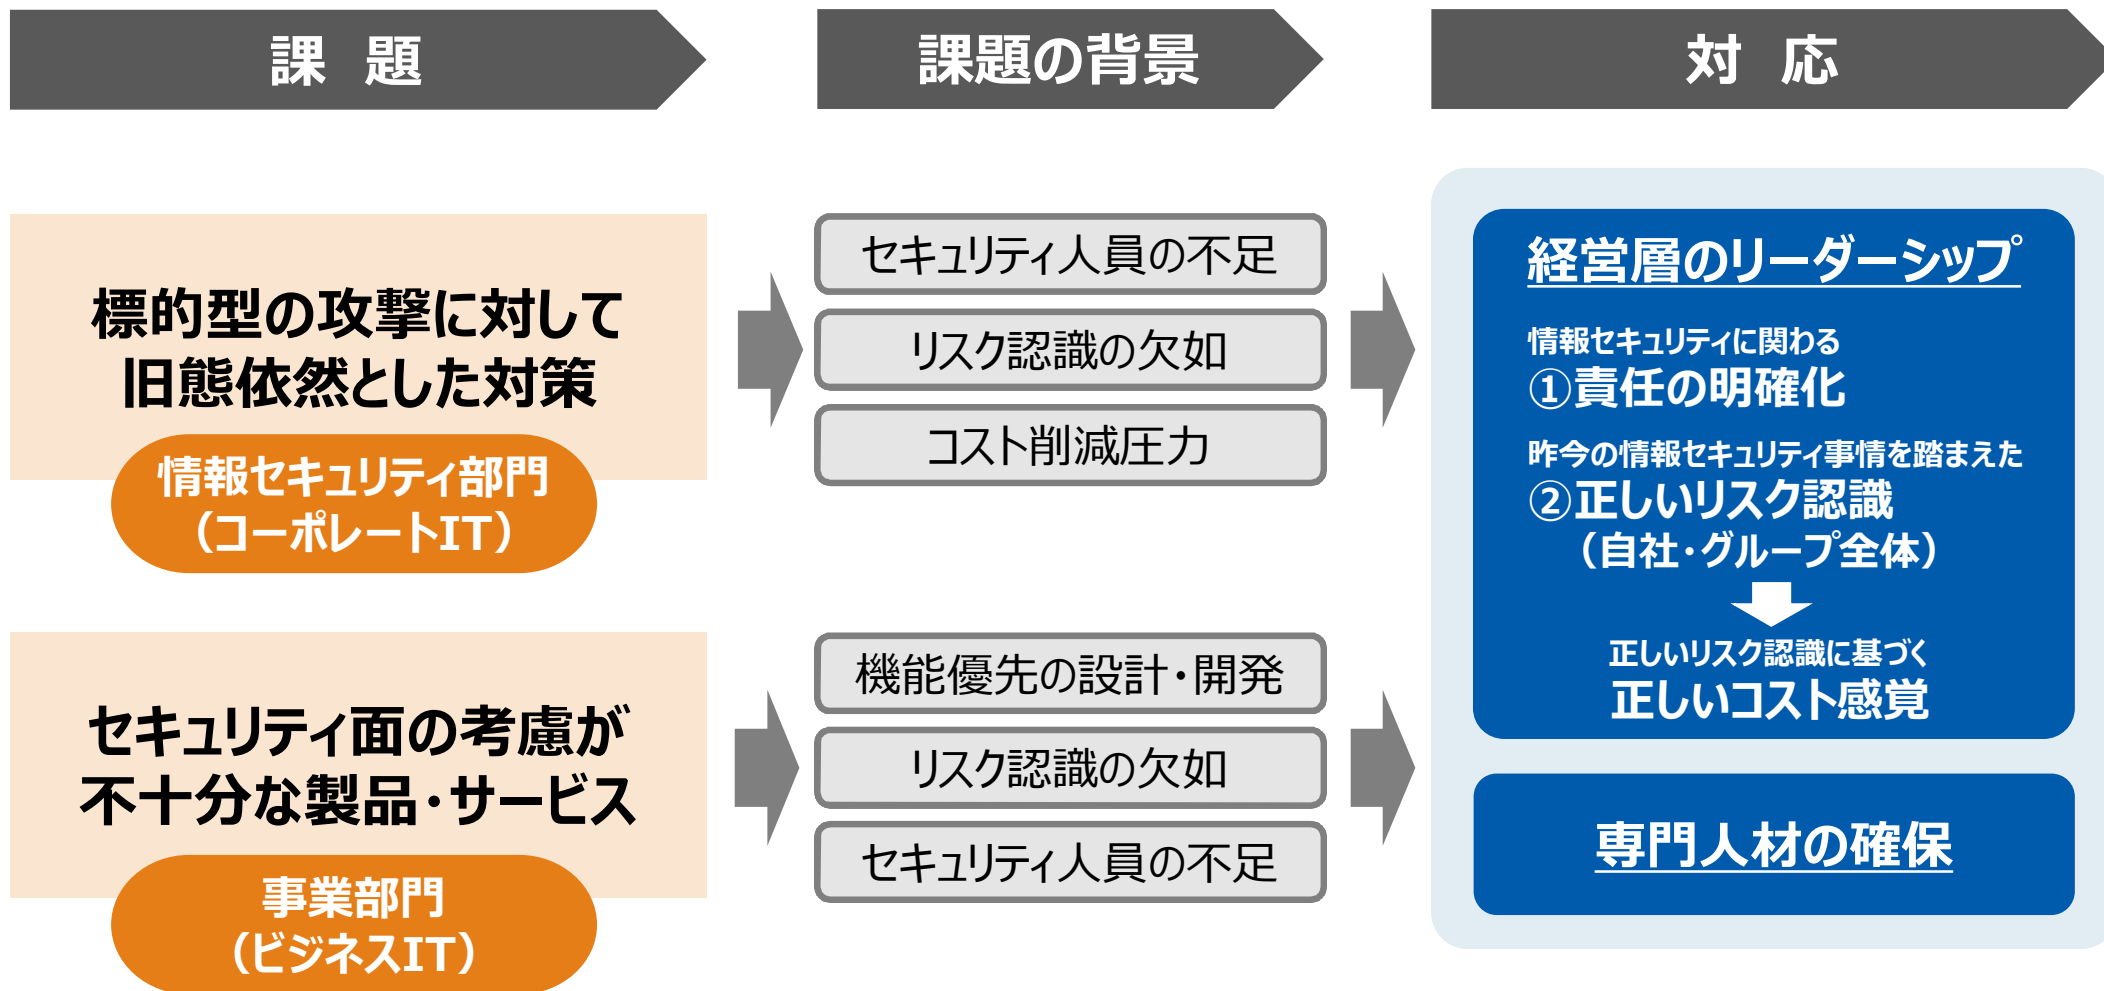 課 題
課題の背景
対 応
標的型の攻撃に対して
旧態依然とした対策
情報セキュリティ部門
（コーポレートIT）
セキュリティ人員の不足
リスク認識の欠如
コスト削減圧力
セキュリティ面の考慮が
不十分な製品・サービス
事業部門
（ビジネスIT）
機能優先の設計・開発
リスク認識の欠如
セキュリティ人員の不足
経営層のリーダーシップ
情報セキュリティに関わる
①責任の明確化
昨今の情報セキュリティ事情を踏まえた
②正しいリスク認識
（自社・グループ全体）
正しいリスク認識に基づく
正しいコスト感覚
専門人材の確保